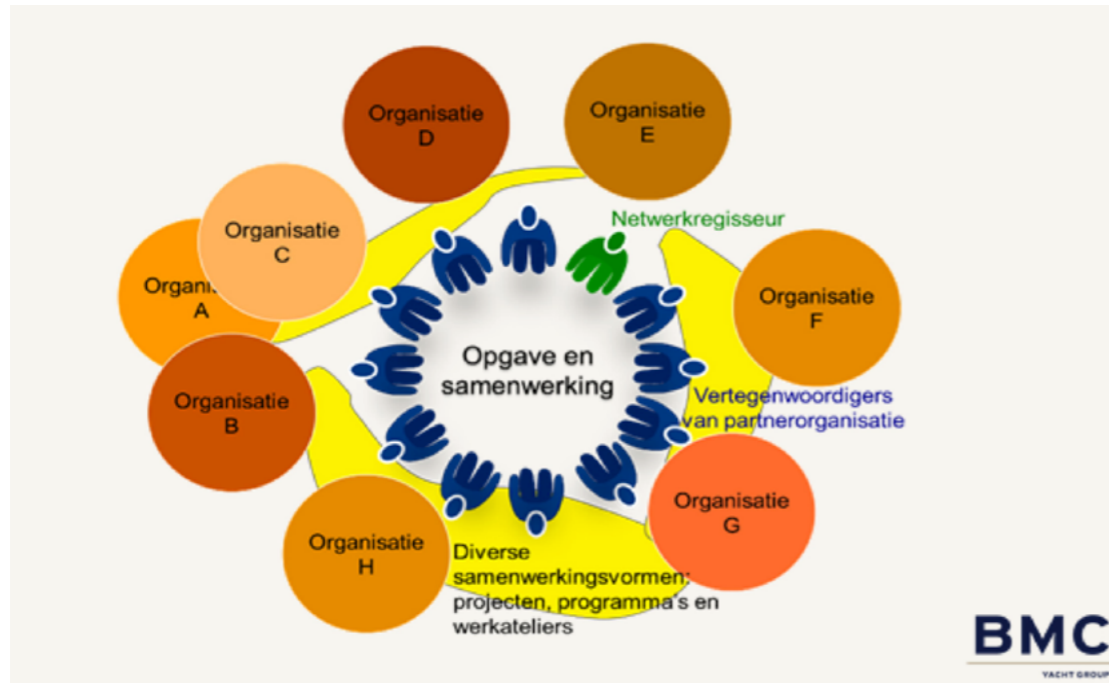 Organisatie
D
Organisatie
E
Netwerkregisseur
Organisatie
C
A
Organisatie
F
Opgave en
samenwerking
Organisatie
B
Vertegenwoordigers
van partnerorganisatie
Organisatie
G
Organisatie
H
Diverse
samenwerkingsvormen:
projecten, programma's en
werkateliers
BMC
YACHT GROUP